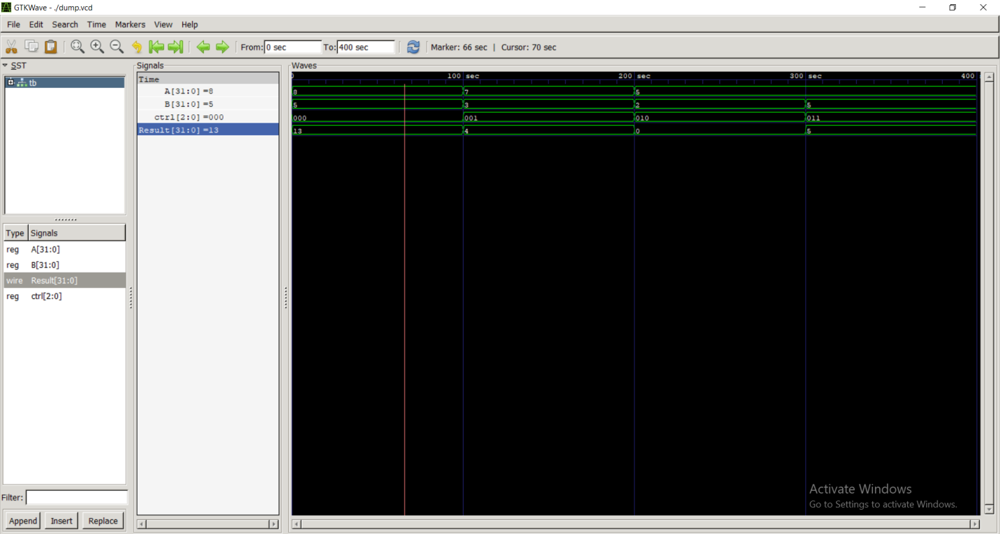 GTKWave - ./dump.vcd
File Edit Search Time Markers View Help
From: 0 sec To: 400 sec Marker: 66 sec | Cursor: 70 sec
SST
tb
Type Signals
reg A[31:0]
reg B[31:0]
wire Result[31:0]
reg ctrl[2:0]
Filter:
Append Insert Replace
Signals
Time
A[31:0] =8
B[31:0] =5
ctrl[2:0] =000
Result[31:0] =13
Waves
0 100 sec 200 sec 300 sec 400
8 7 5
5 3 2 5
000 001 010 011
13 4 0 5
Activate Windows
Go to Settings to activate Windows.